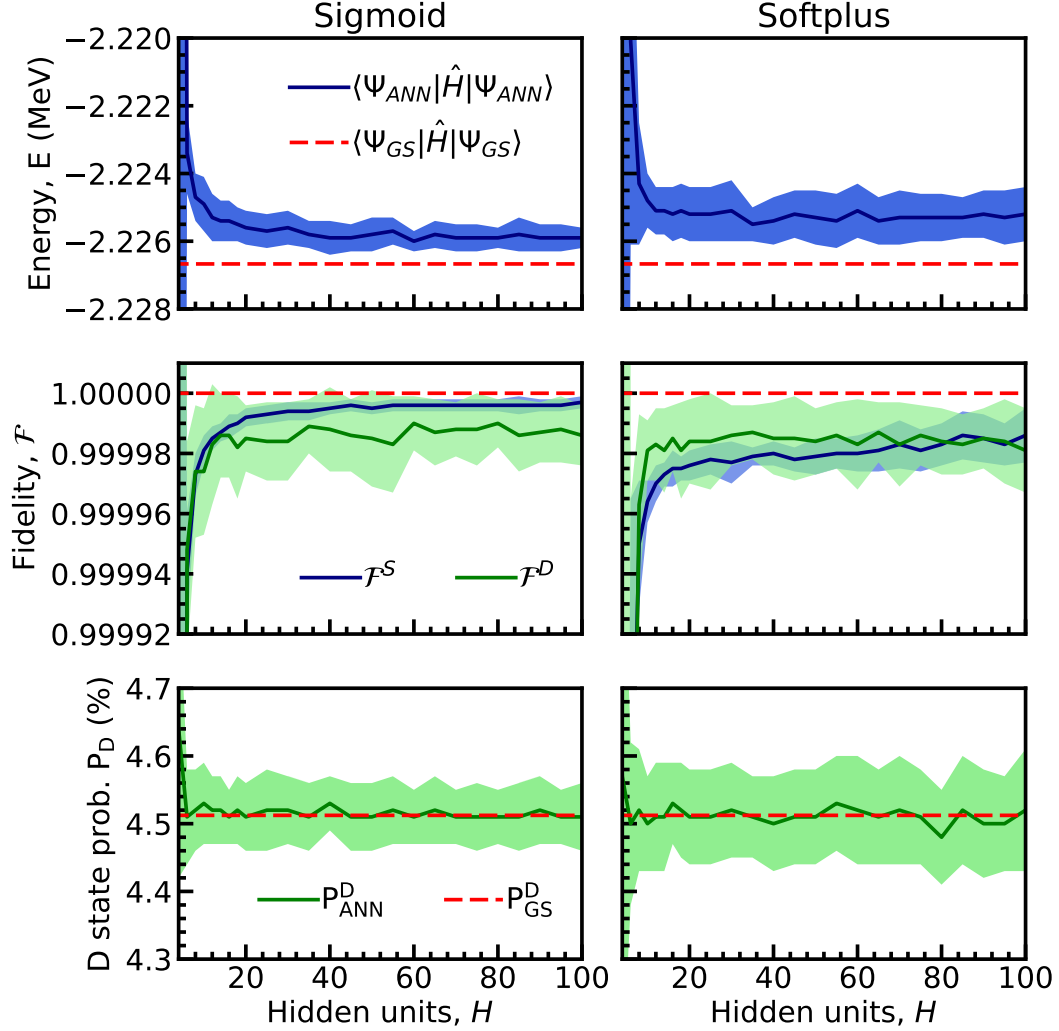 Sigmoid
Softplus
−2.220
−2.222
−2.224
−2.226
−2.228
Energy, E (MeV)
⟨Ψ_ANN|Ĥ|Ψ_ANN⟩
⟨Ψ_GS|Ĥ|Ψ_GS⟩
1.00000
0.99998
0.99996
0.99994
0.99992
Fidelity, ℱ
ℱ^S
ℱ^D
4.7
4.6
4.5
4.4
4.3
D state prob. P_D (%)
P^D_ANN
P^D_GS
20 40 60 80 100
20 40 60 80 100
Hidden units, H
Hidden units, H